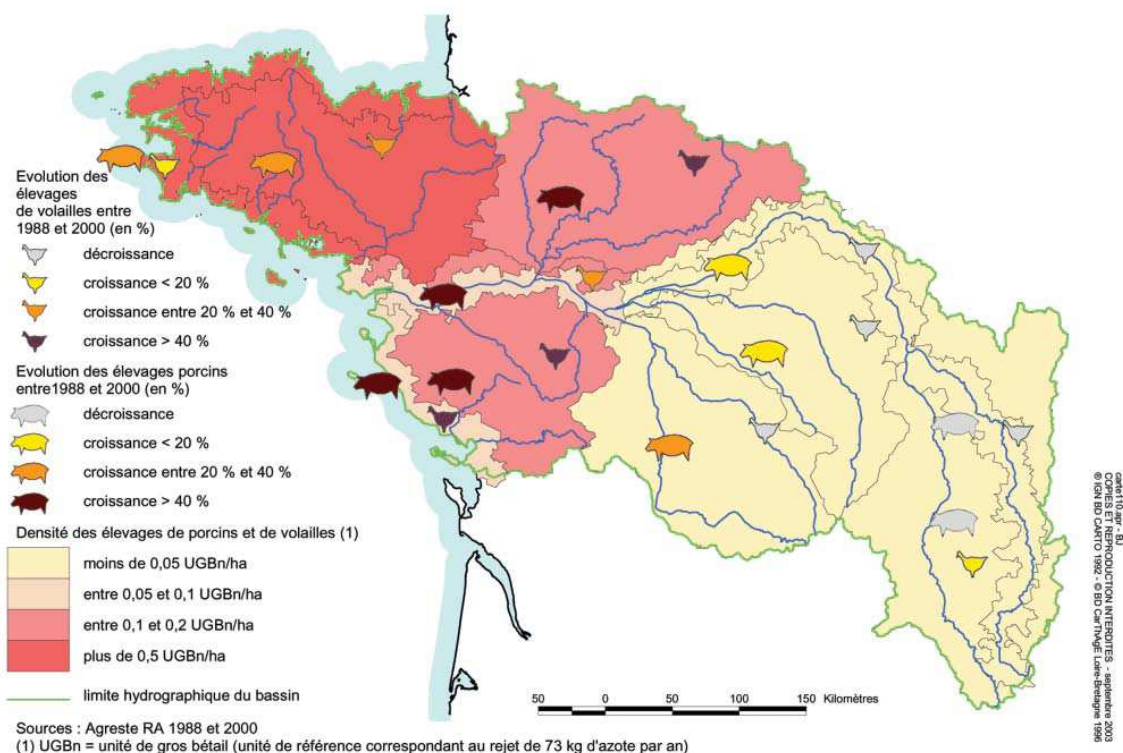 Evolution des
élevages
de volailles entre
1988 et 2000 (en %)
décroissance
croissance < 20 %
croissance entre 20 % et 40 %
croissance > 40 %
Evolution des élevages porcins
entre1988 et 2000 (en %)
décroissance
croissance < 20 %
croissance entre 20 % et 40 %
croissance > 40 %
Densité des élevages de porcins et de volailles (1)
moins de 0,05 UGBn/ha
entre 0,05 et 0,1 UGBn/ha
entre 0,1 et 0,2 UGBn/ha
plus de 0,5 UGBn/ha
limite hydrographique du bassin
Sources : Agreste RA 1988 et 2000
(1) UGBn = unité de gros bétail (unité de référence correspondant au rejet de 73 kg d'azote par an)
50 0 50 100 150 Kilomètres
carte110.apr - BJ
COPIES ET REPRODUCTION INTERDITES - septembre 2003
© IGN BD CARTO 1992 - © BD CarThAgE Loire-Bretagne 1996